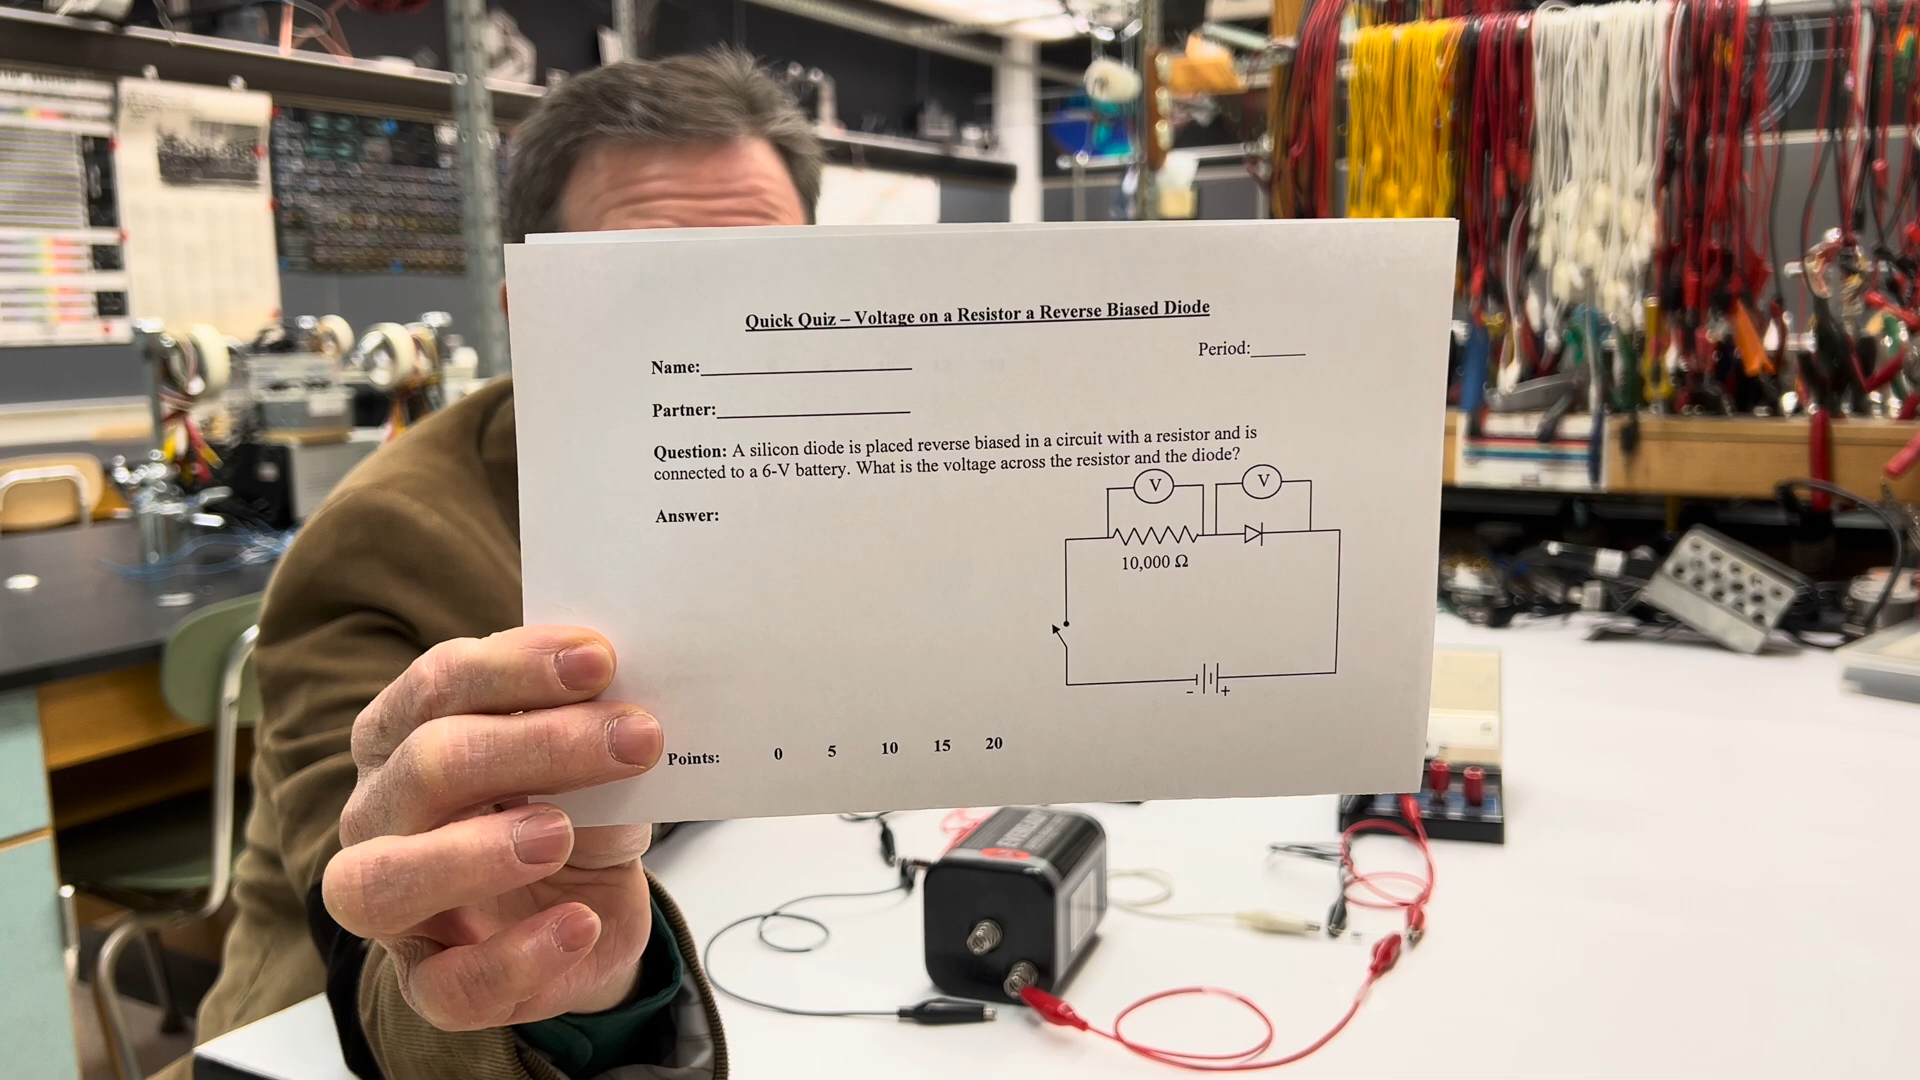 Quick Quiz – Voltage on a Resistor a Reverse Biased Diode
Name:
Period:
Partner:
Question: A silicon diode is placed reverse biased in a circuit with a resistor and is
connected to a 6-V battery. What is the voltage across the resistor and the diode?
V V
Answer:
10,000 Ω
- +
Points: 0 5 10 15 20